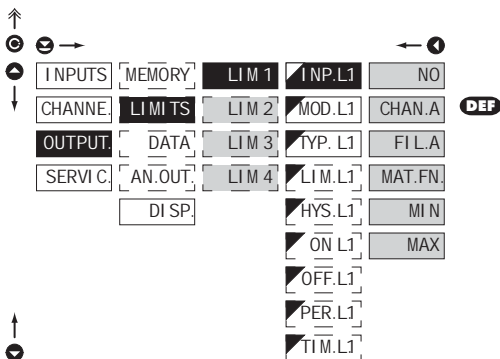 INPUTS MEMORY LIM 1 INP.L1 NO
CHANNE. LIMITS LIM 2 MOD.L1 CHAN.A DEF
OUTPUT. DATA LIM 3 TYP. L1 FIL.A
SERVIC. AN.OUT. LIM 4 LIM.L1 MAT.FN.
DISP. HYS.L1 MIN
ON L1 MAX
OFF.L1
PER.L1
TIM.L1